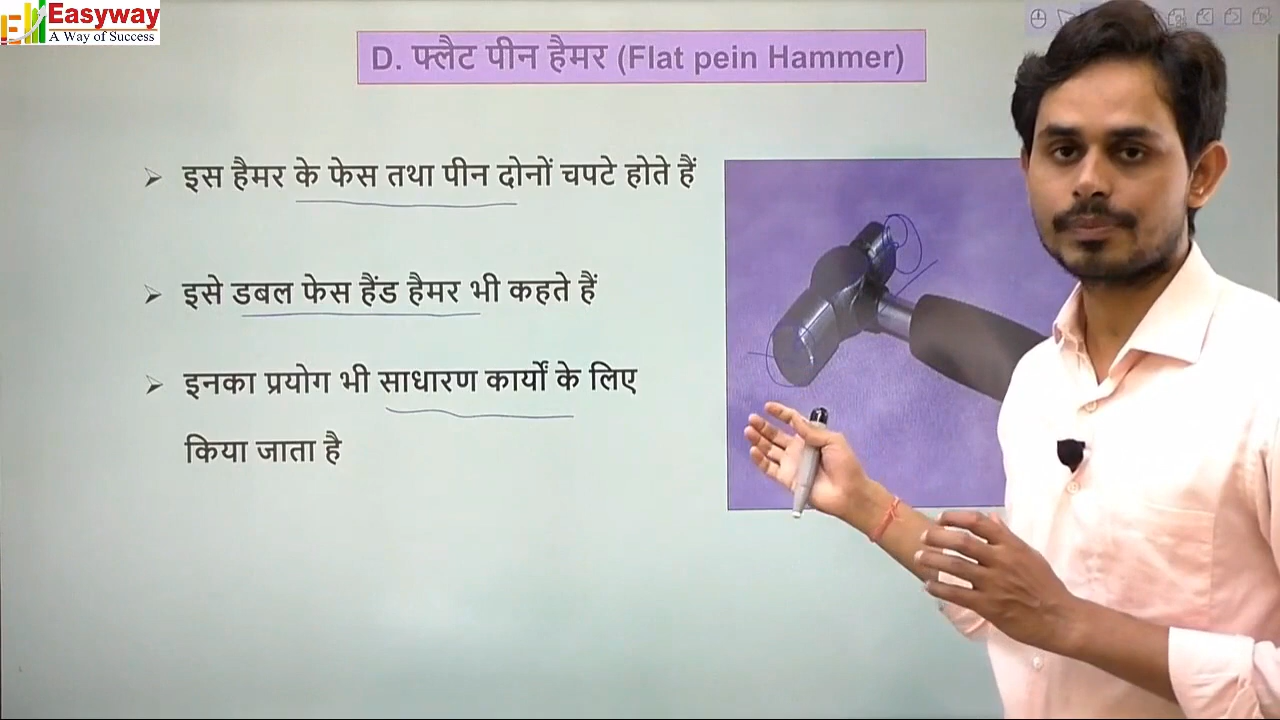 Easyway
A Way of Success
D. फ्लैट पीन हैमर (Flat pein Hammer)
इस हैमर के फेस तथा पीन दोनों चपटे होते हैं
इसे डबल फेस हैंड हैमर भी कहते हैं
इनका प्रयोग भी साधारण कार्यों के लिए
किया जाता है